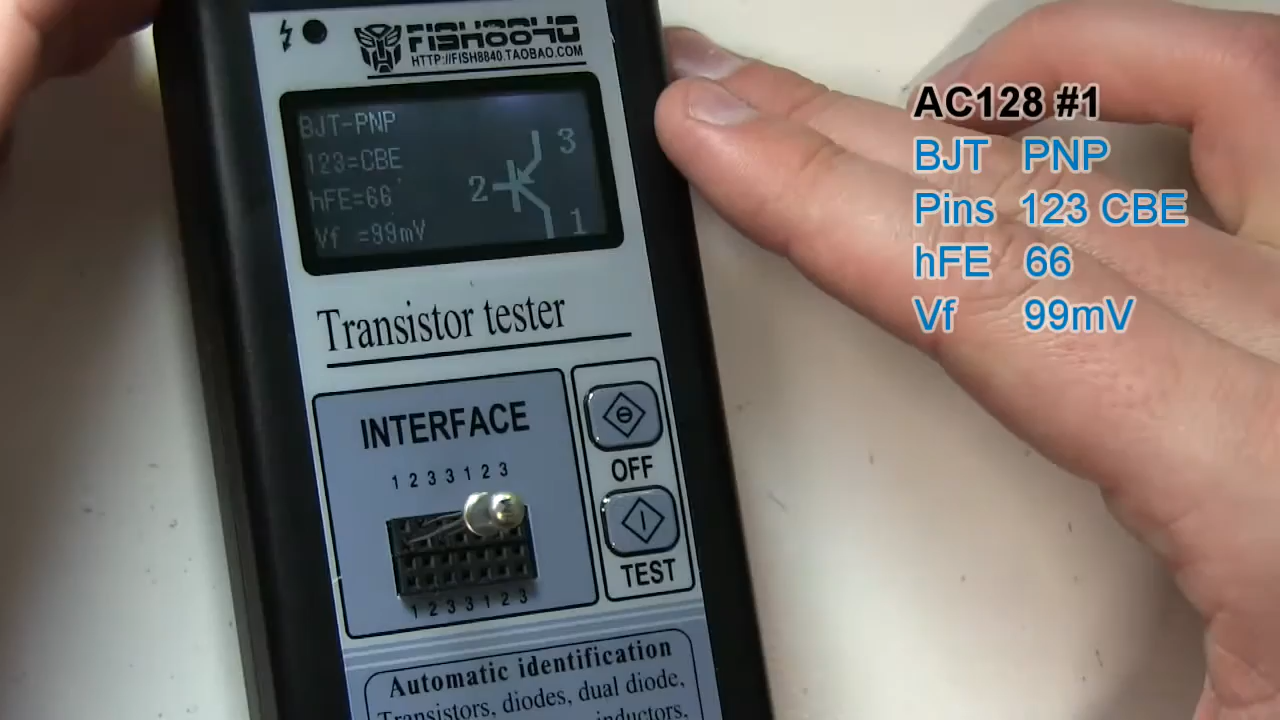 FISH8840
HTTP://FISH8840.TAOBAO.COM
BJT-PNP
123=CBE
hFE=66
Vf =99mV
3
2
1
AC128 #1
BJT PNP
Pins 123 CBE
hFE 66
Vf 99mV
Transistor tester
INTERFACE
1 2 3 3 1 2 3
1 2 3 3 1 2 3
OFF
TEST
Automatic identification
Transistors, diodes, dual diode,
inductors,